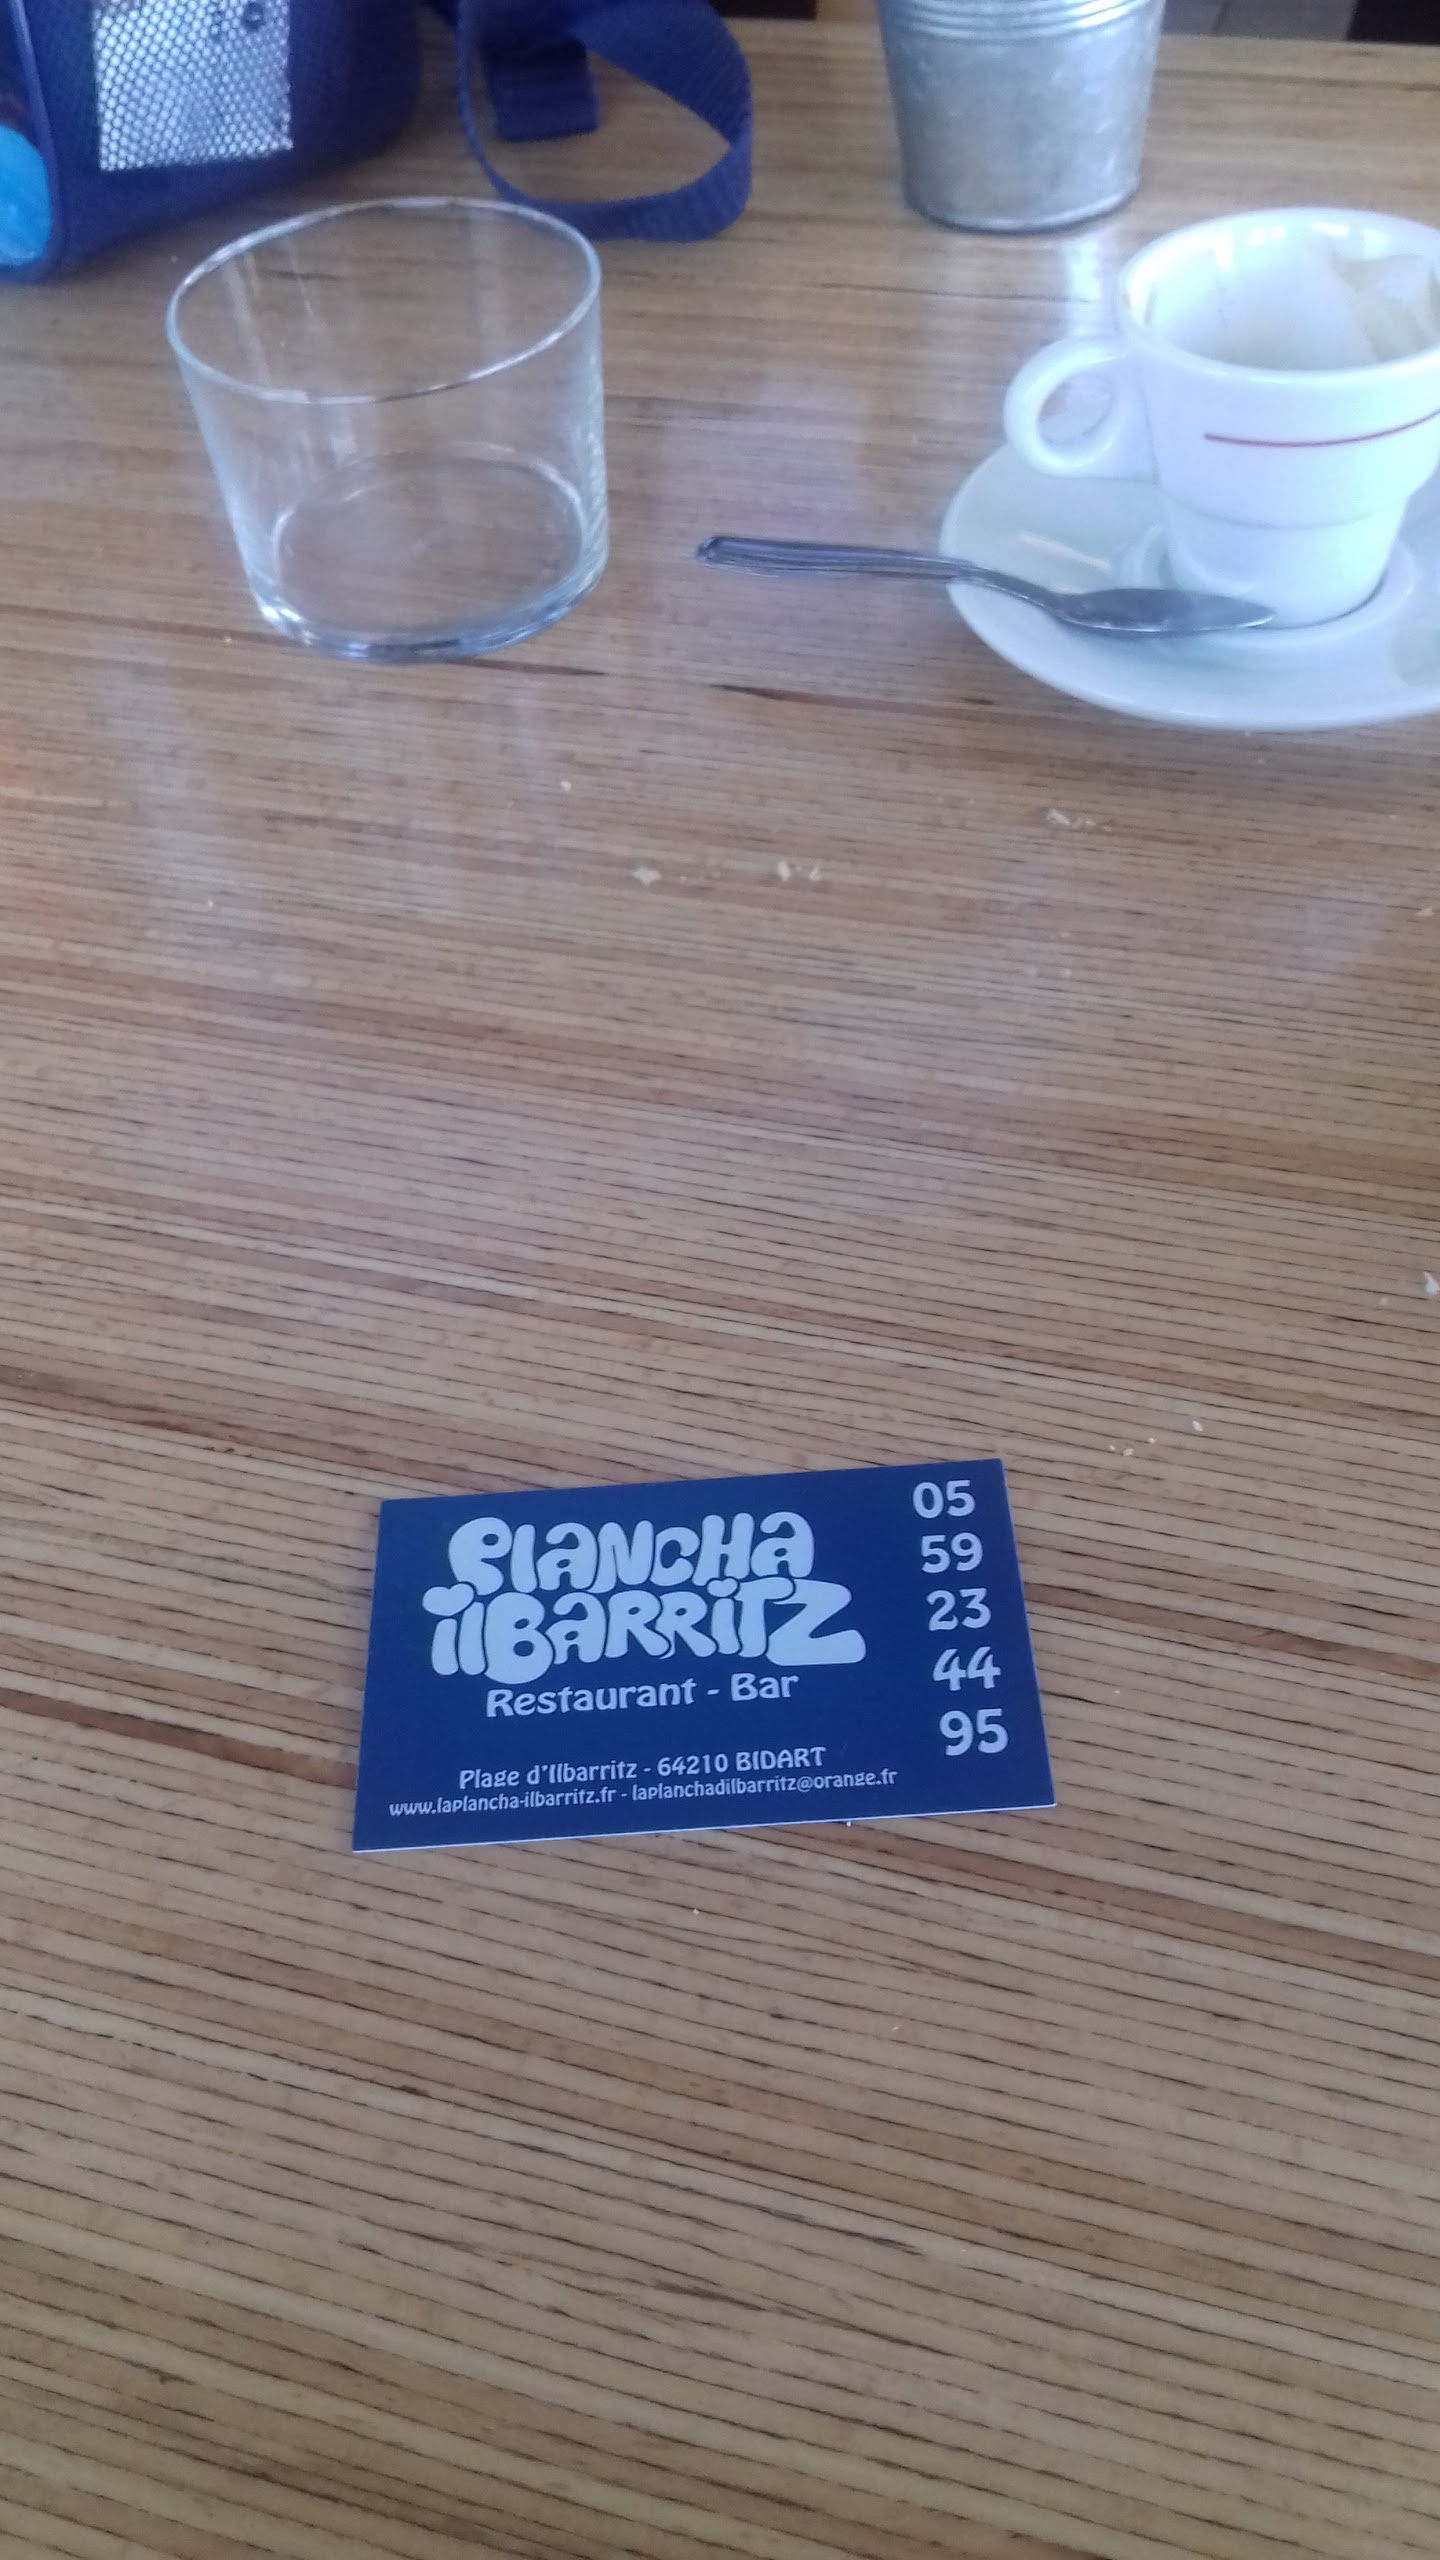 PLANCHA
iLBARRiTZ
Restaurant - Bar
Plage d'Ilbarritz - 64210 BIDART
www.laplancha-ilbarritz.fr - laplanchadilbarritz@orange.fr
05
59
23
44
95